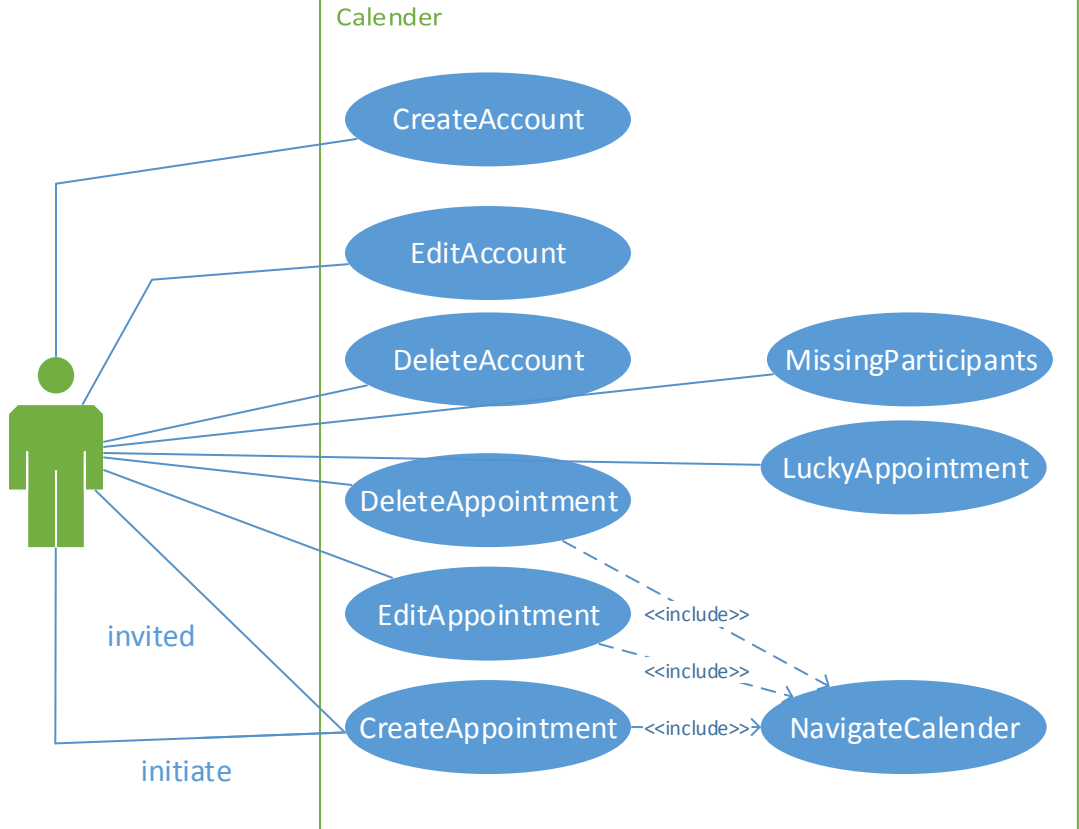 Calender
CreateAccount
EditAccount
DeleteAccount
MissingParticipants
LuckyAppointment
DeleteAppointment
EditAppointment
<<include>>
invited
<<include>>
CreateAppointment
<<include>>
NavigateCalender
initiate